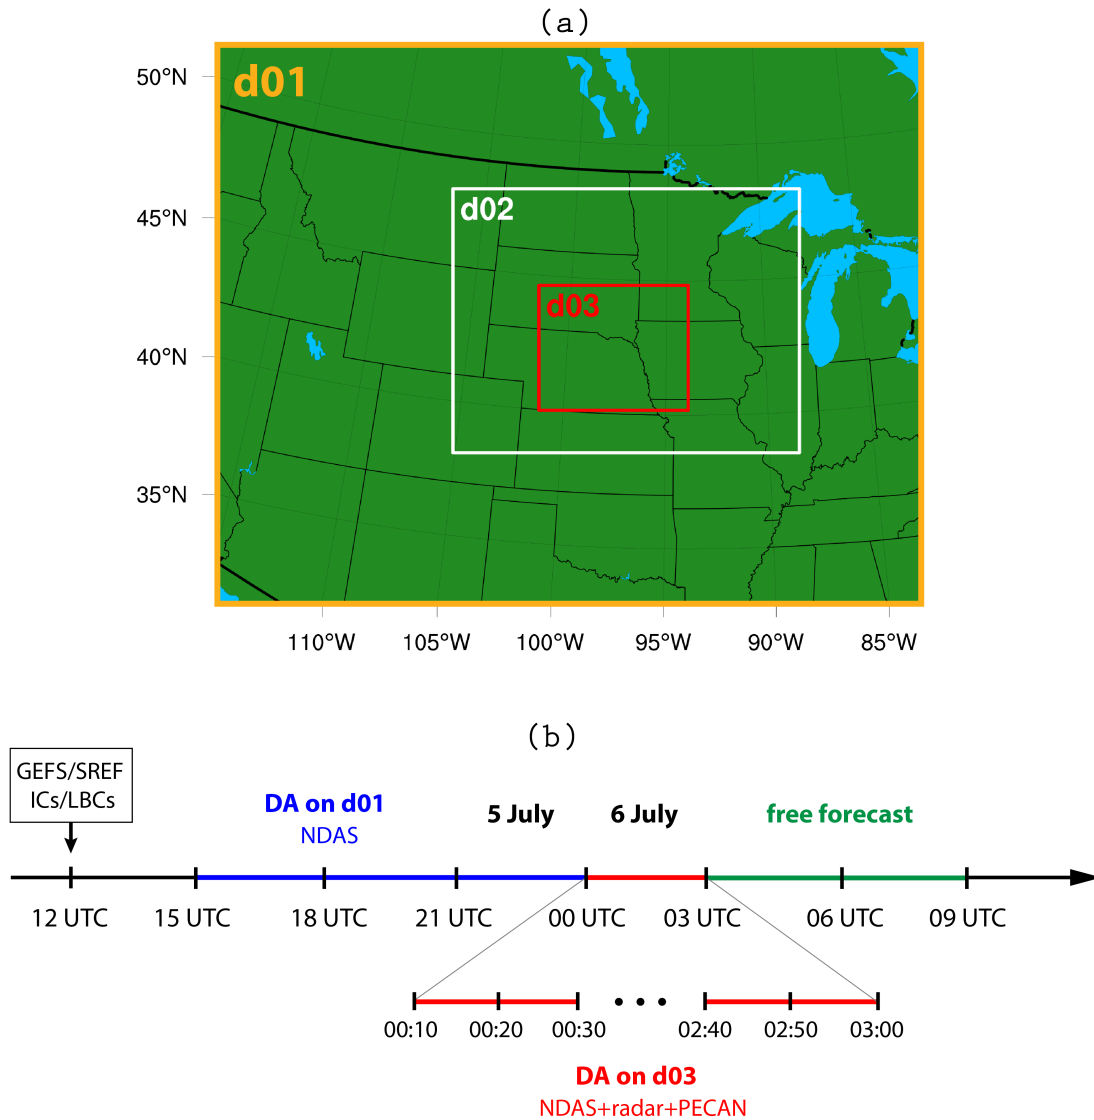 (a)
d01
50°N
d02
45°N
d03
40°N
35°N
110°W 105°W 100°W 95°W 90°W 85°W
(b)
GEFS/SREF
ICs/LBCs
DA on d01
NDAS
5 July 6 July free forecast
12 UTC 15 UTC 18 UTC 21 UTC 00 UTC 03 UTC 06 UTC 09 UTC
00:10 00:20 00:30 02:40 02:50 03:00
DA on d03
NDAS+radar+PECAN